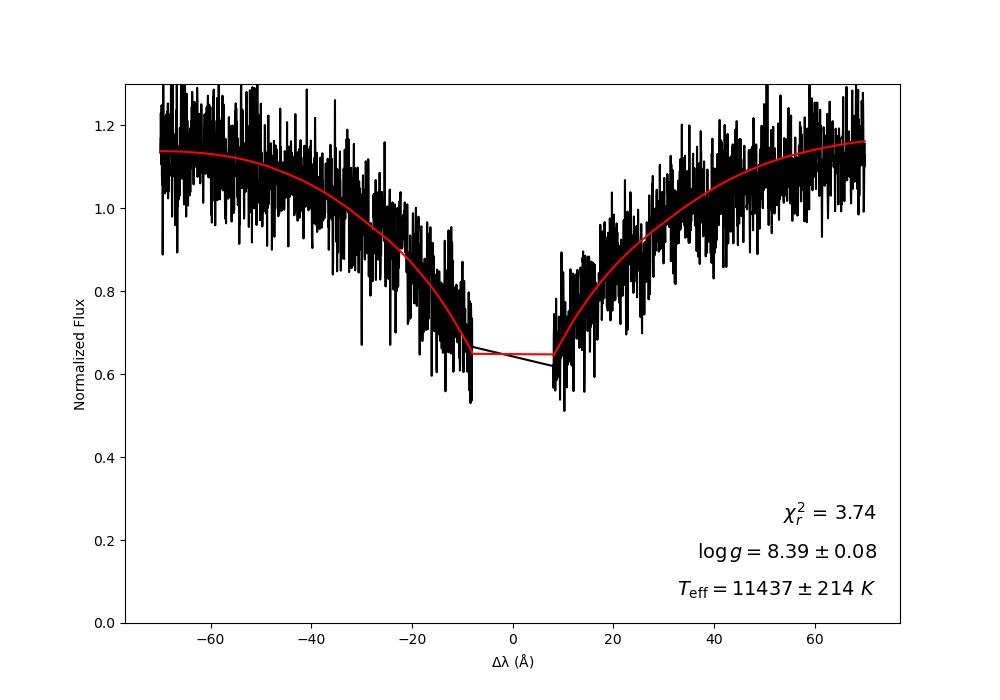 1.2
1.0
0.8
0.6
0.4
0.2
0.0
Normalized Flux
χ²ᵣ = 3.74
log g = 8.39 ± 0.08
T_eff = 11437 ± 214 K
−60 −40 −20 0 20 40 60
Δλ (Å)